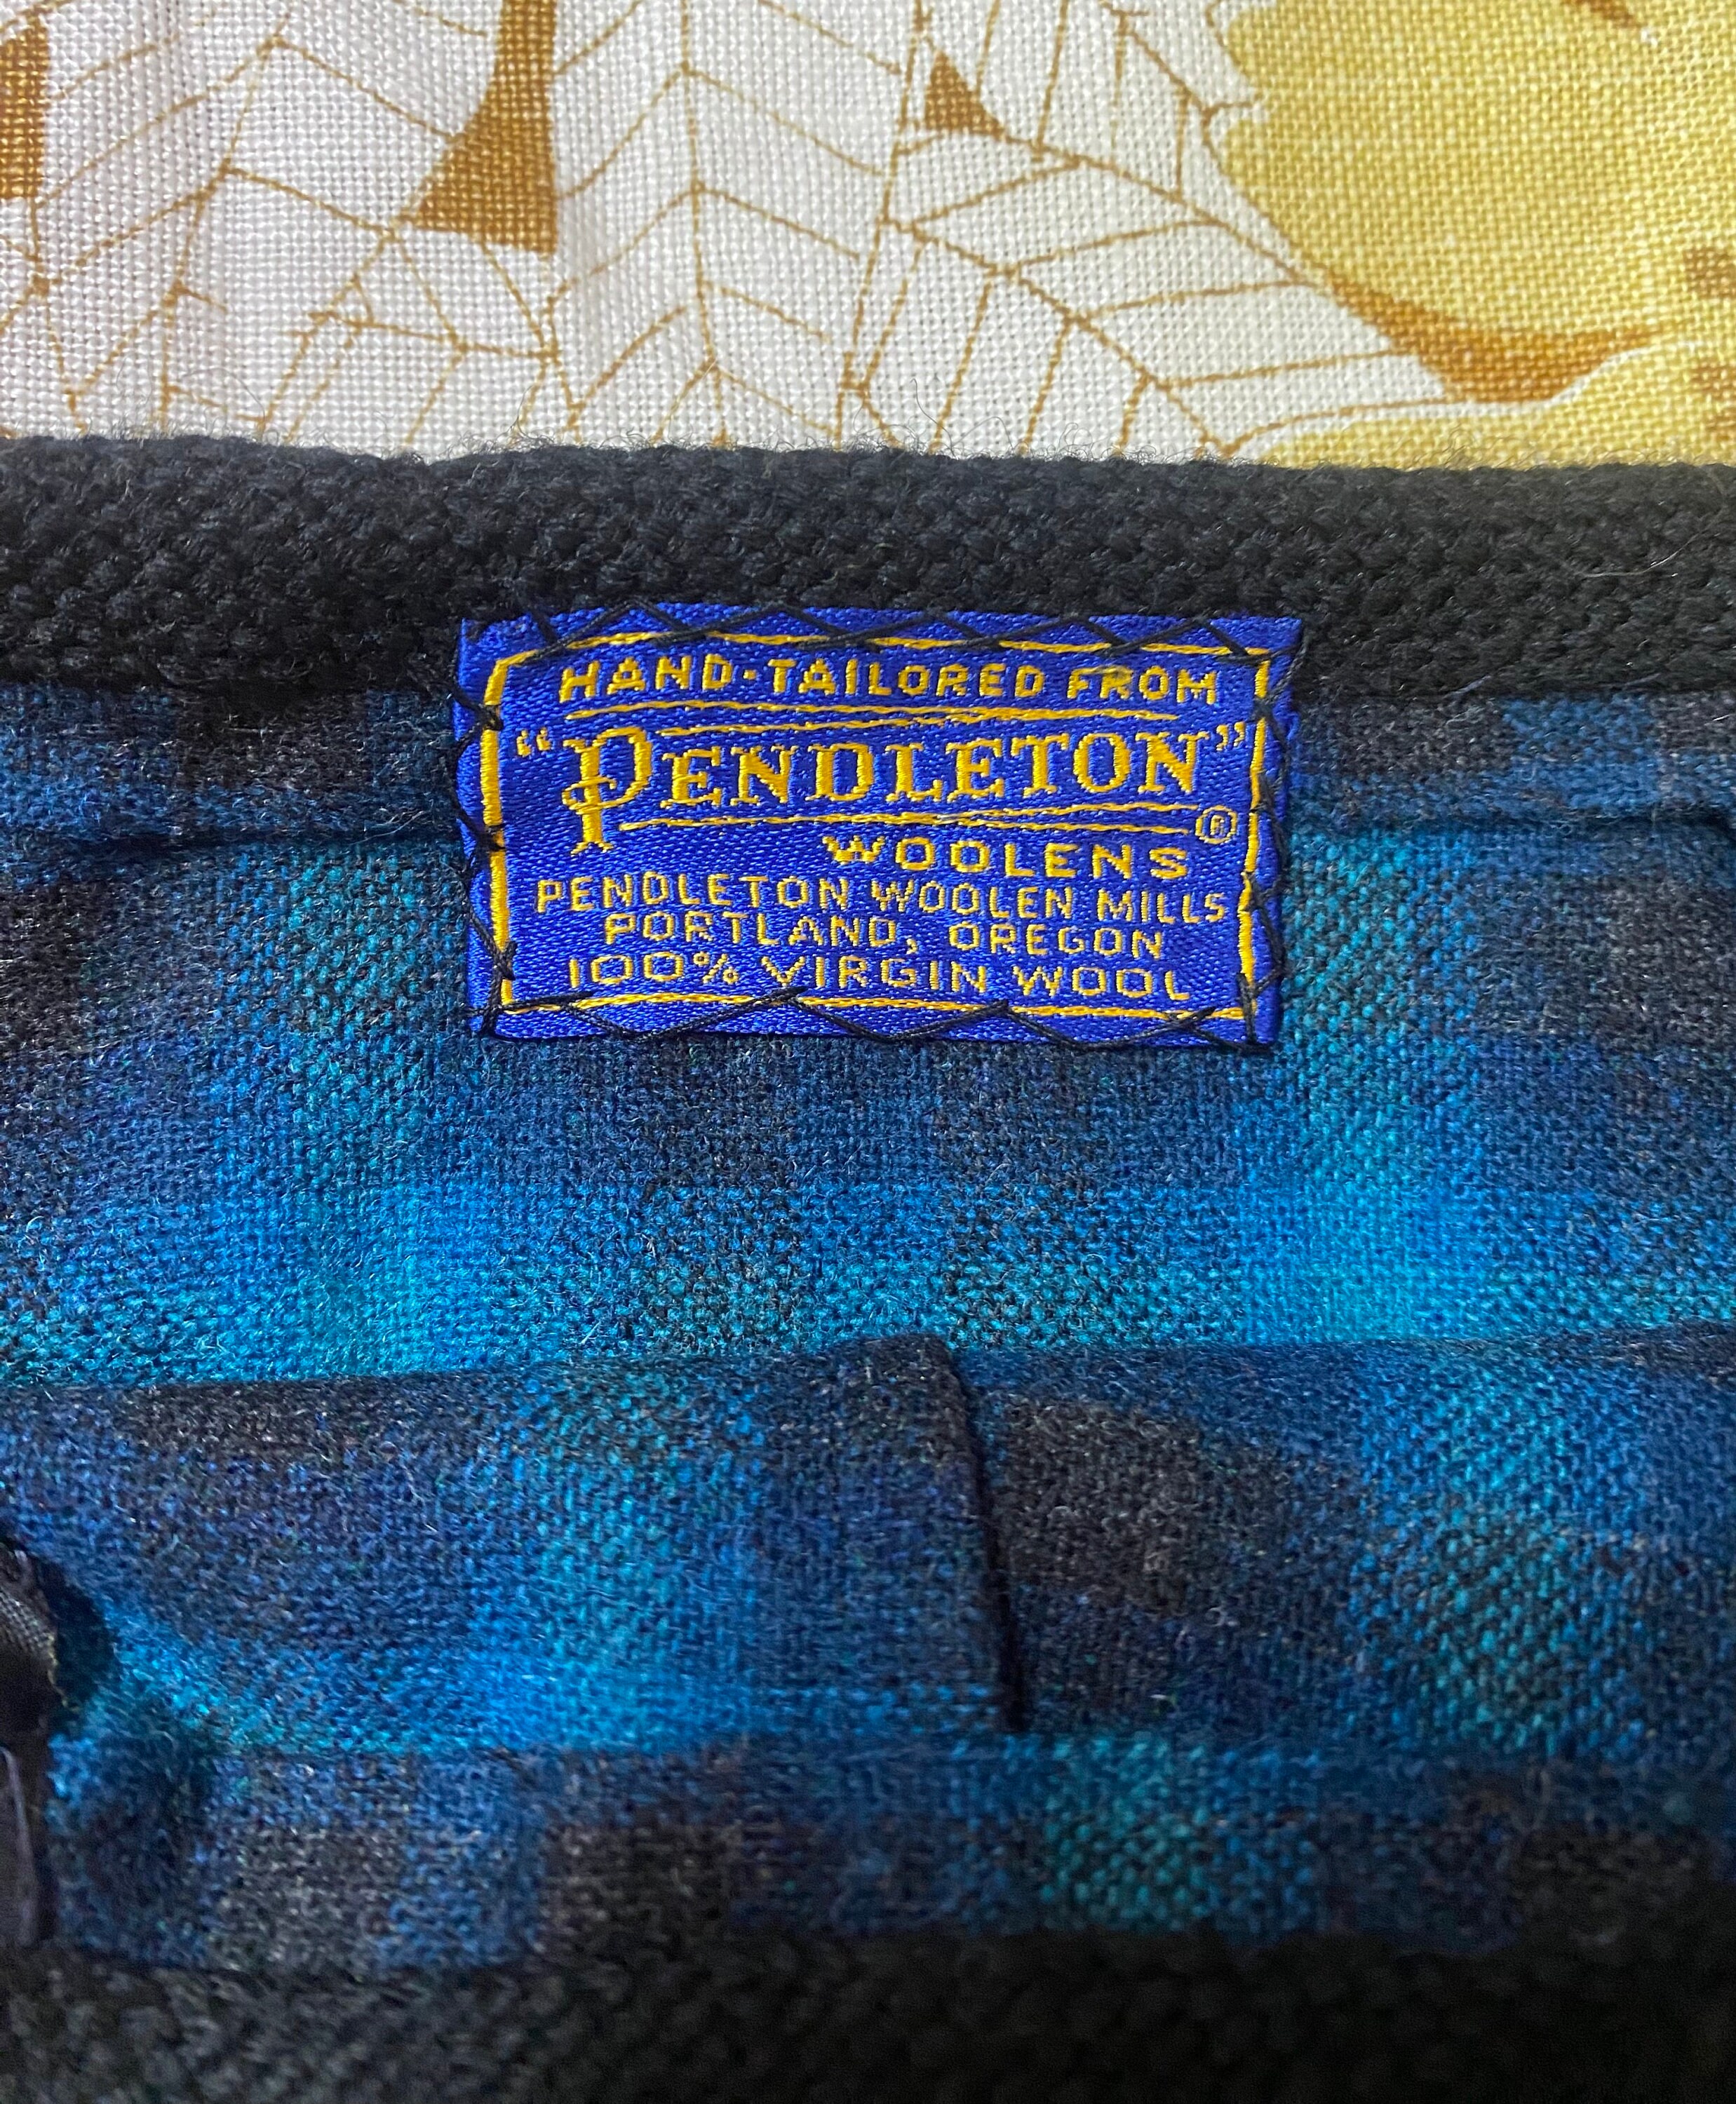 HAND-TAILORED FROM
"PENDLETON"
®
WOOLENS
PENDLETON WOOLEN MILLS
PORTLAND, OREGON
100% VIRGIN WOOL